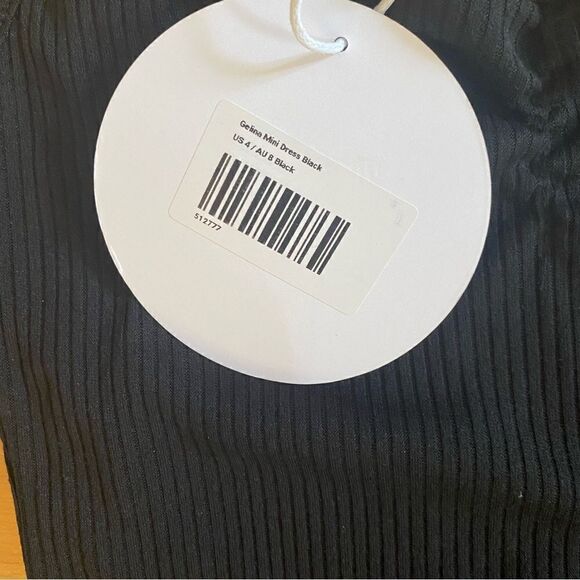 Gelina Mini Dress Black
US 4 / AU 8 Black
512777